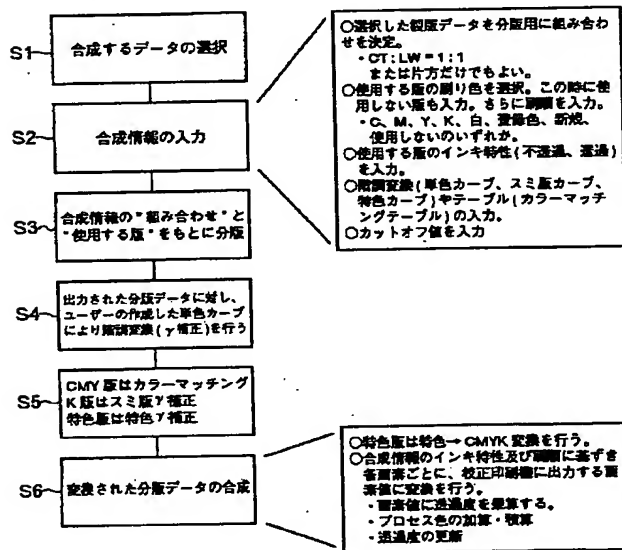 S1
合成するデータの選択
S2
合成情報の入力
S3
合成情報の"組み合わせ"と
"使用する版"をもとに分版
S4
出力された分版データに対し、
ユーザーの作成した単色カーブ
により階調変換(γ補正)を行う
S5
CMY版はカラーマッチング
K版はスミ版γ補正
特色版は特色γ補正
S6
変換された分版データの合成
○選択した製版データを分版用に組み合わ
せを決定。
・CT:LW=1:1
または片方だけでもよい。
○使用する版の刷り色を選択。この時に使
用しない版も入力。さらに刷順を入力。
・C、M、Y、K、白、登録色、新規、
使用しないのいずれか。
○使用する版のインキ特性(不透過、透過)
を入力。
○階調変換(単色カーブ、スミ版カーブ、
特色カーブ)やテーブル(カラーマッ
チングテーブル)の入力。
○カットオフ値を入力
○特色版は特色→CMYK変換を行う。
○合成情報のインキ特性及び刷順に基ずき
各画素ごとに、校正印刷機に出力する画
素値に変換を行う。
・画素値に透過度を乗算する。
・プロセス色の加算・積算
・透過度の更新